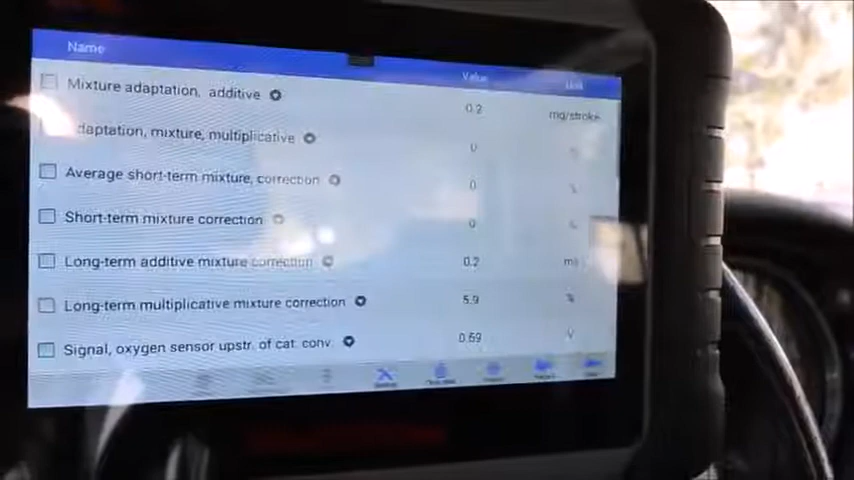 Name Value Unit
Mixture adaptation, additive 0.2 mg/stroke
daptation, mixture, multiplicative 0 %
Average short-term mixture, correction 0 %
Short-term mixture correction 0 %
Long-term additive mixture correction 0.2
Long-term multiplicative mixture correction 5.9 %
Signal, oxygen sensor upstr. of cat. conv. 0.69 V